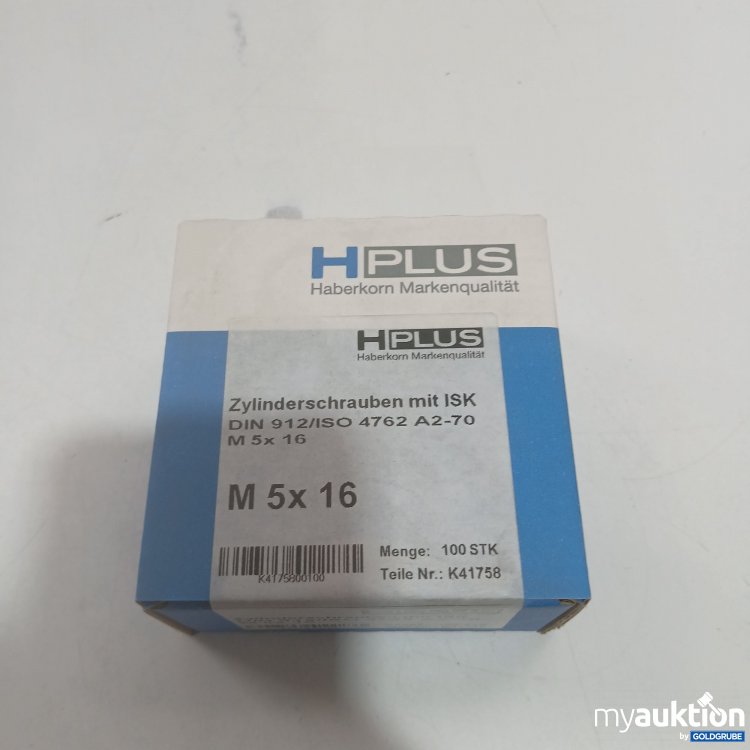 HPLUS
Haberkorn Markenqualität
HPLUS
Haberkorn Markenqualität
Zylinderschrauben mit ISK
DIN 912/ISO 4762 A2-70
M 5x 16
M 5x 16
Menge: 100 STK
K4175800100
Teile Nr.: K41758
myauktion
by GOLDGRUBE